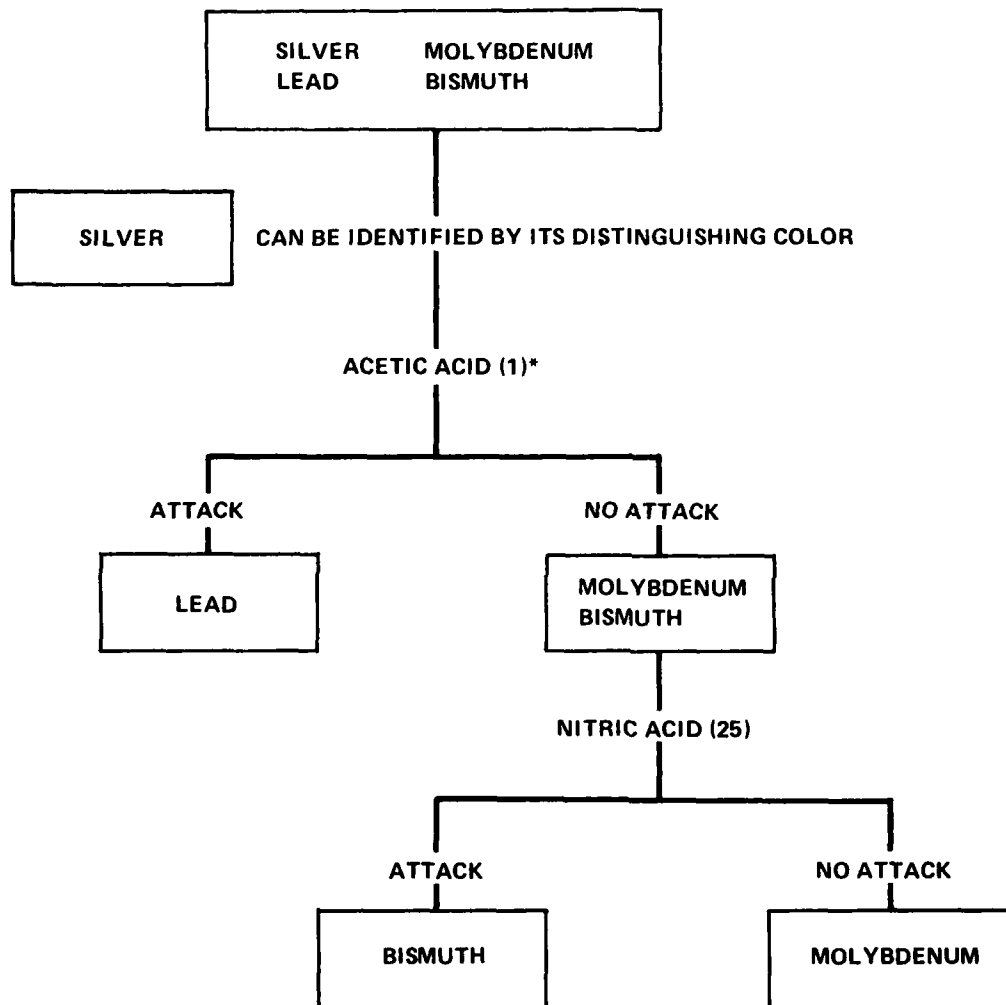 SILVER MOLYBDENUM
LEAD BISMUTH
SILVER CAN BE IDENTIFIED BY ITS DISTINGUISHING COLOR
ACETIC ACID (1)*
ATTACK NO ATTACK
LEAD
MOLYBDENUM
BISMUTH
NITRIC ACID (25)
ATTACK NO ATTACK
BISMUTH MOLYBDENUM